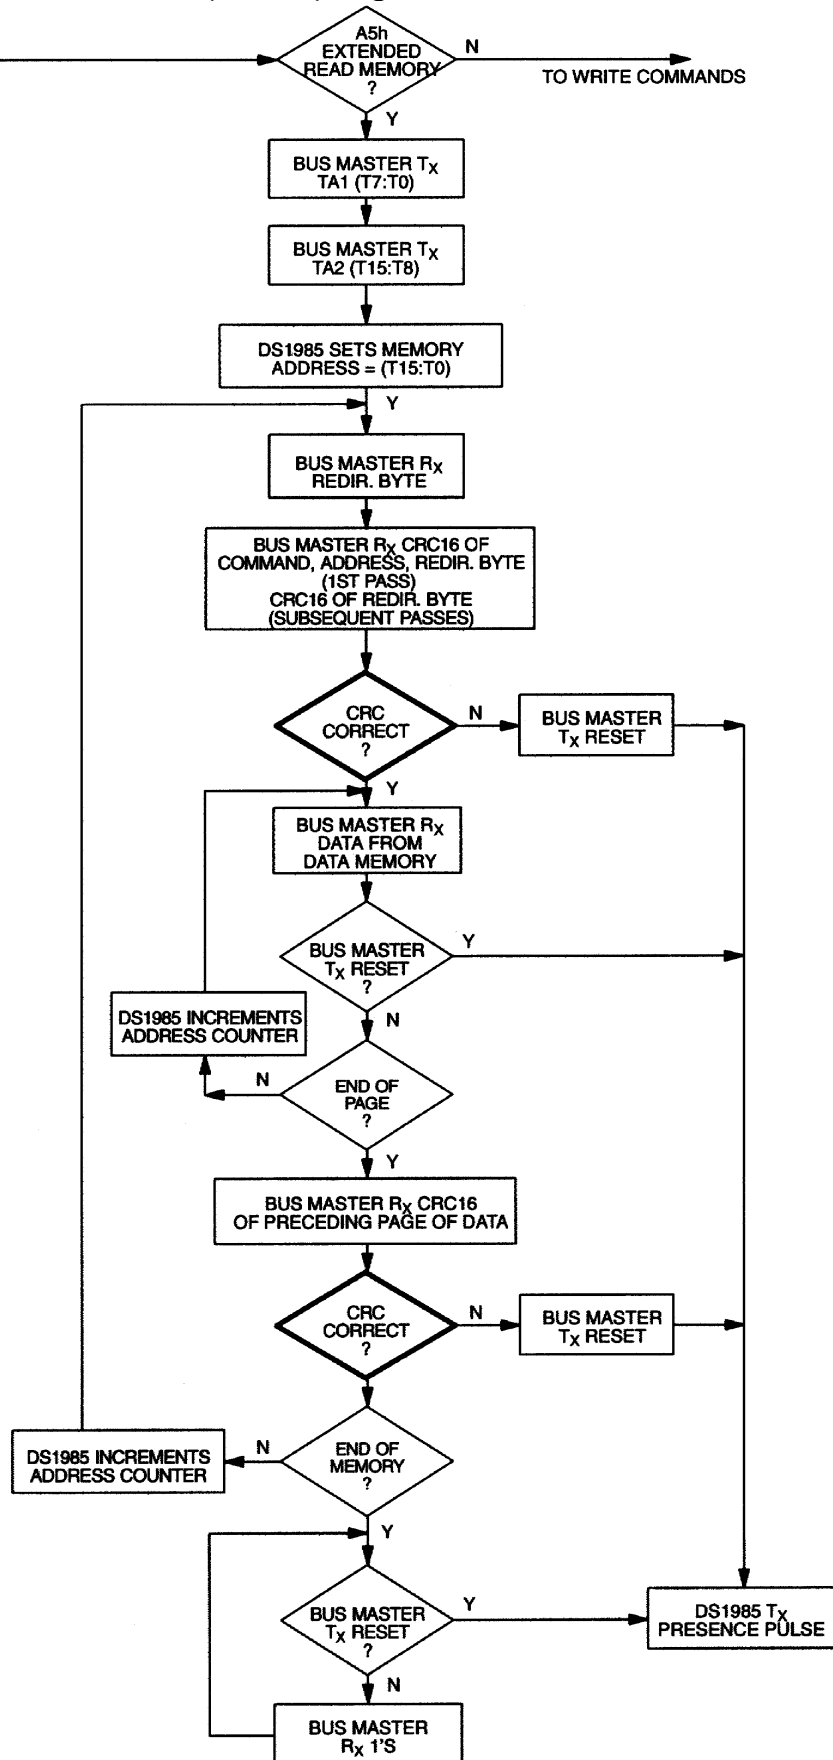 A5h
EXTENDED
READ MEMORY
?
N
TO WRITE COMMANDS
Y
BUS MASTER TX
TA1 (T7:T0)
BUS MASTER TX
TA2 (T15:T8)
DS1985 SETS MEMORY
ADDRESS = (T15:T0)
Y
BUS MASTER RX
REDIR. BYTE
BUS MASTER RX CRC16 OF
COMMAND, ADDRESS, REDIR. BYTE
(1ST PASS)
CRC16 OF REDIR. BYTE
(SUBSEQUENT PASSES)
CRC
CORRECT
?
N
BUS MASTER
TX RESET
Y
BUS MASTER RX
DATA FROM
DATA MEMORY
BUS MASTER
TX RESET
?
Y
N
DS1985 INCREMENTS
ADDRESS COUNTER
N
END OF
PAGE
?
Y
BUS MASTER RX CRC16
OF PRECEDING PAGE OF DATA
CRC
CORRECT
?
N
BUS MASTER
TX RESET
DS1985 INCREMENTS
ADDRESS COUNTER
N
END OF
MEMORY
?
Y
BUS MASTER
TX RESET
?
Y
DS1985 TX
PRESENCE PULSE
N
BUS MASTER
RX 1'S